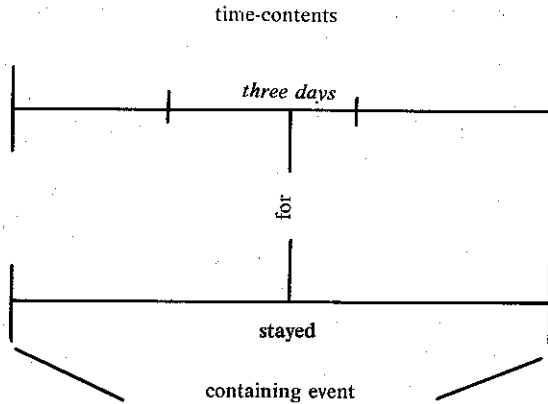 time-contents
three days
for
stayed
containing event